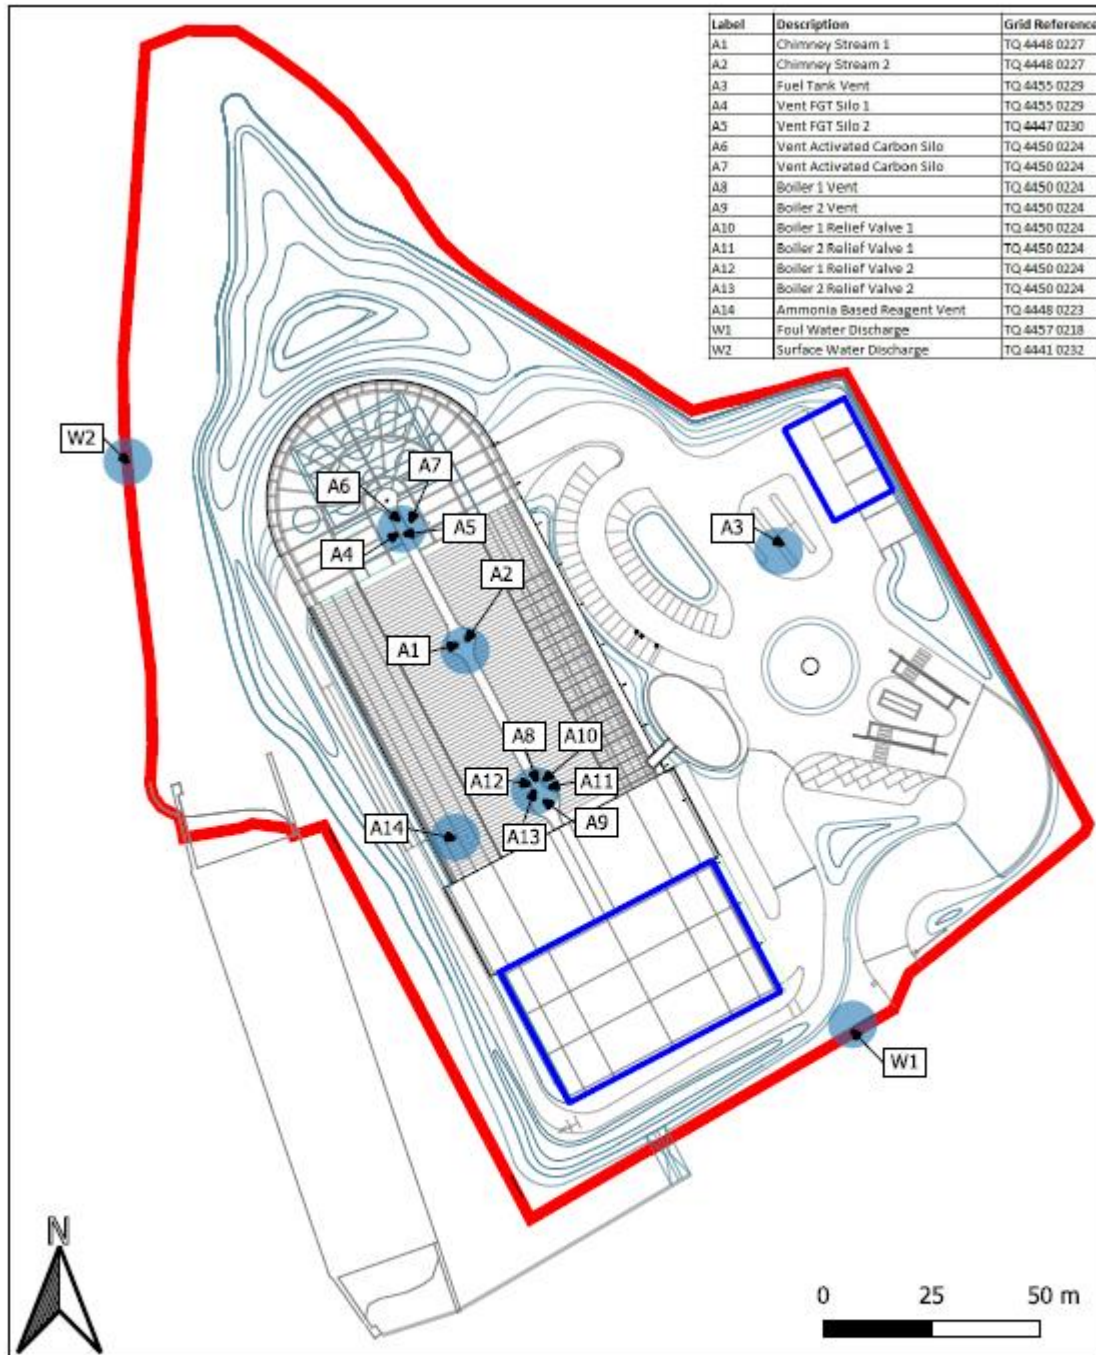 Label Description Grid Reference
A1 Chimney Stream 1 TQ 4448 0227
A2 Chimney Stream 2 TQ 4448 0227
A3 Fuel Tank Vent TQ 4455 0229
A4 Vent FGT Silo 1 TQ 4455 0229
A5 Vent FGT Silo 2 TQ 4447 0230
A6 Vent Activated Carbon Silo TQ 4450 0224
A7 Vent Activated Carbon Silo TQ 4450 0224
A8 Boiler 1 Vent TQ 4450 0224
A9 Boiler 2 Vent TQ 4450 0224
A10 Boiler 1 Relief Valve 1 TQ 4450 0224
A11 Boiler 2 Relief Valve 1 TQ 4450 0224
A12 Boiler 1 Relief Valve 2 TQ 4450 0224
A13 Boiler 2 Relief Valve 2 TQ 4450 0224
A14 Ammonia Based Reagent Vent TQ 4448 0223
W1 Foul Water Discharge TQ 4457 0218
W2 Surface Water Discharge TQ 4441 0232
W2
A7
A6
A5
A4
A3
A2
A1
A8
A10
A12
A11
A14
A13
A9
W1
N
0 25 50 m